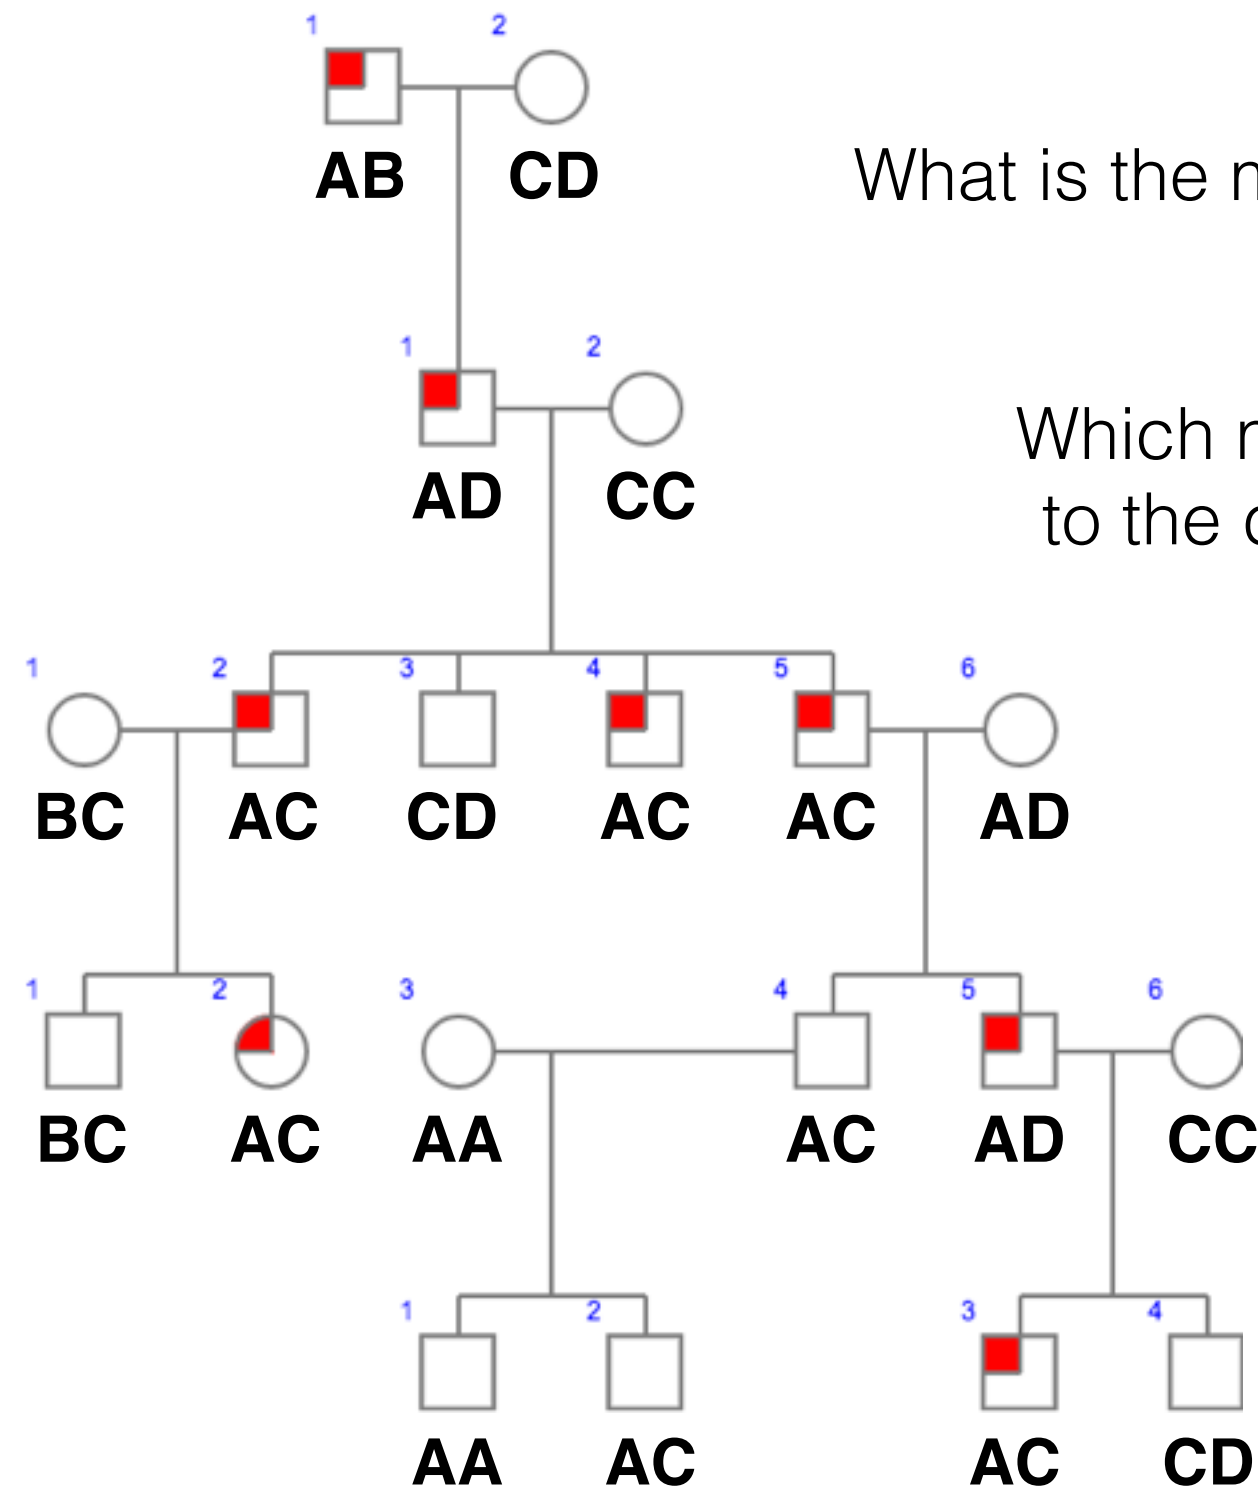 1 2
AB CD
What is the
1 2
AD CC
Which
to the
1 2 3 4 5 6
BC AC CD AC AC AD
1 2 3 4 5 6
BC AC AA AC AD CC
1 2 3 4
AA AC AC CD